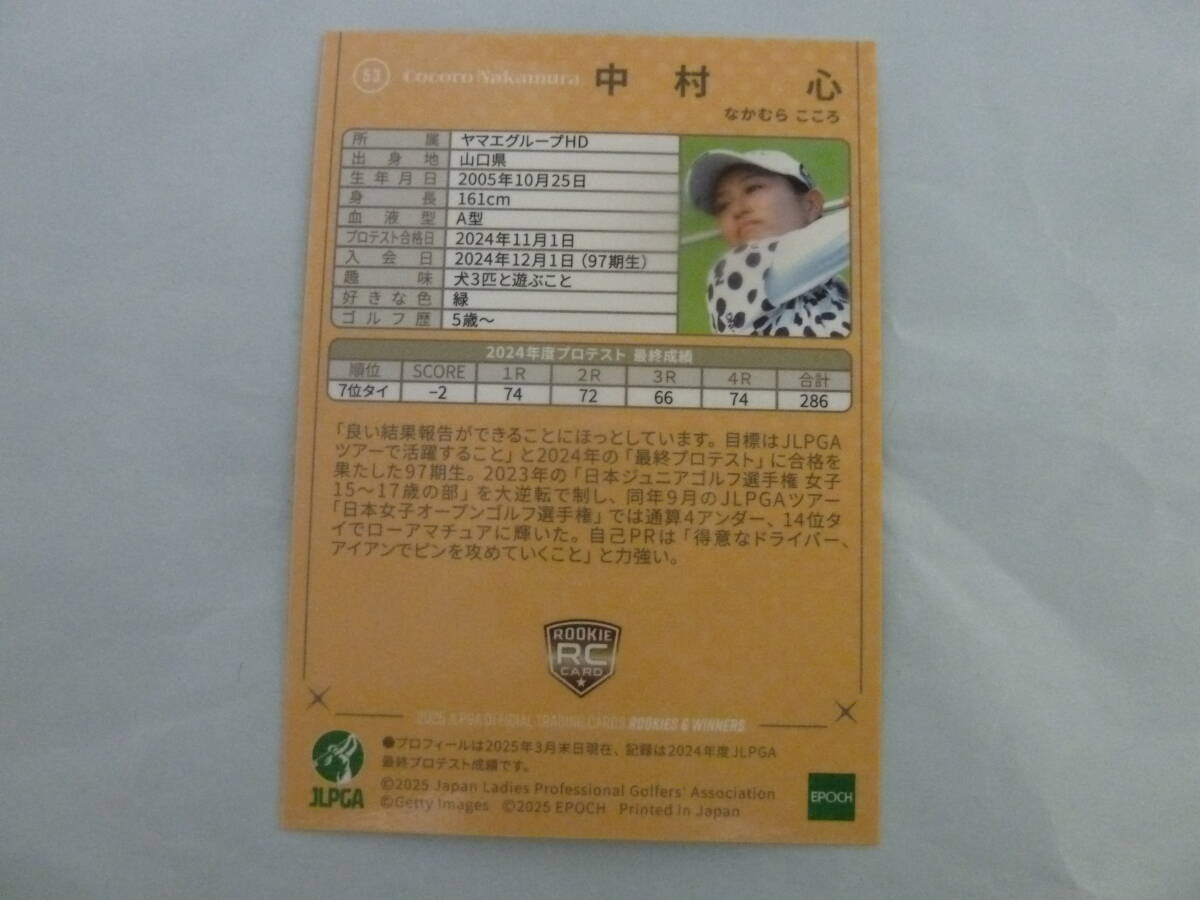 53 Cocoro Nakamura 中村 心
なかむら こころ
所属 ヤマエグループHD
出身地 山口県
生年月日 2005年10月25日
身長 161cm
血液型 A型
プロテスト合格日 2024年11月1日
入会日 2024年12月1日（97期生）
趣味 犬3匹と遊ぶこと
好きな色 緑
ゴルフ歴 5歳～
2024年度プロテスト 最終成績
順位 SCORE 1R 2R 3R 4R 合計
7位タイ −2 74 72 66 74 286
「良い結果報告ができることにほっとしています。目標はJLPGA
ツアーで活躍すること」と2024年の「最終プロテスト」に合格を
果たした97期生。2023年の「日本ジュニアゴルフ選手権 女子
15～17歳の部」を大逆転で制し、同年9月のJLPGAツアー
「日本女子オープンゴルフ選手権」では通算4アンダー、14位タ
イでローアマチュアに輝いた。自己PRは「得意なドライバー、
アイアンでピンを攻めていくこと」と力強い。
ROOKIE
RC
CARD
2025 JLPGA OFFICIAL TRADING CARDS ROOKIES & WINNERS
●プロフィールは2025年3月末日現在、記録は2024年度JLPGA
最終プロテスト成績です。
©2025 Japan Ladies Professional Golfers' Association
©Getty Images ©2025 EPOCH Printed in Japan
JLPGA
EPOCH